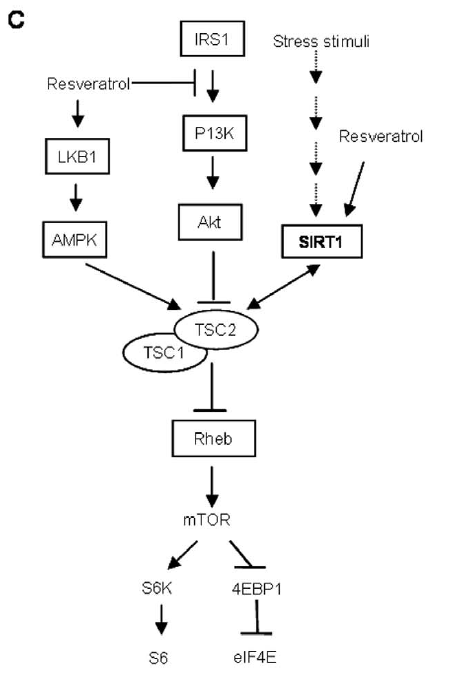 C
IRS1
Stress stimuli
Resveratrol
P13K
Resveratrol
LKB1
Akt
AMPK
SIRT1
TSC2
TSC1
Rheb
mTOR
S6K
4EBP1
S6
eIF4E